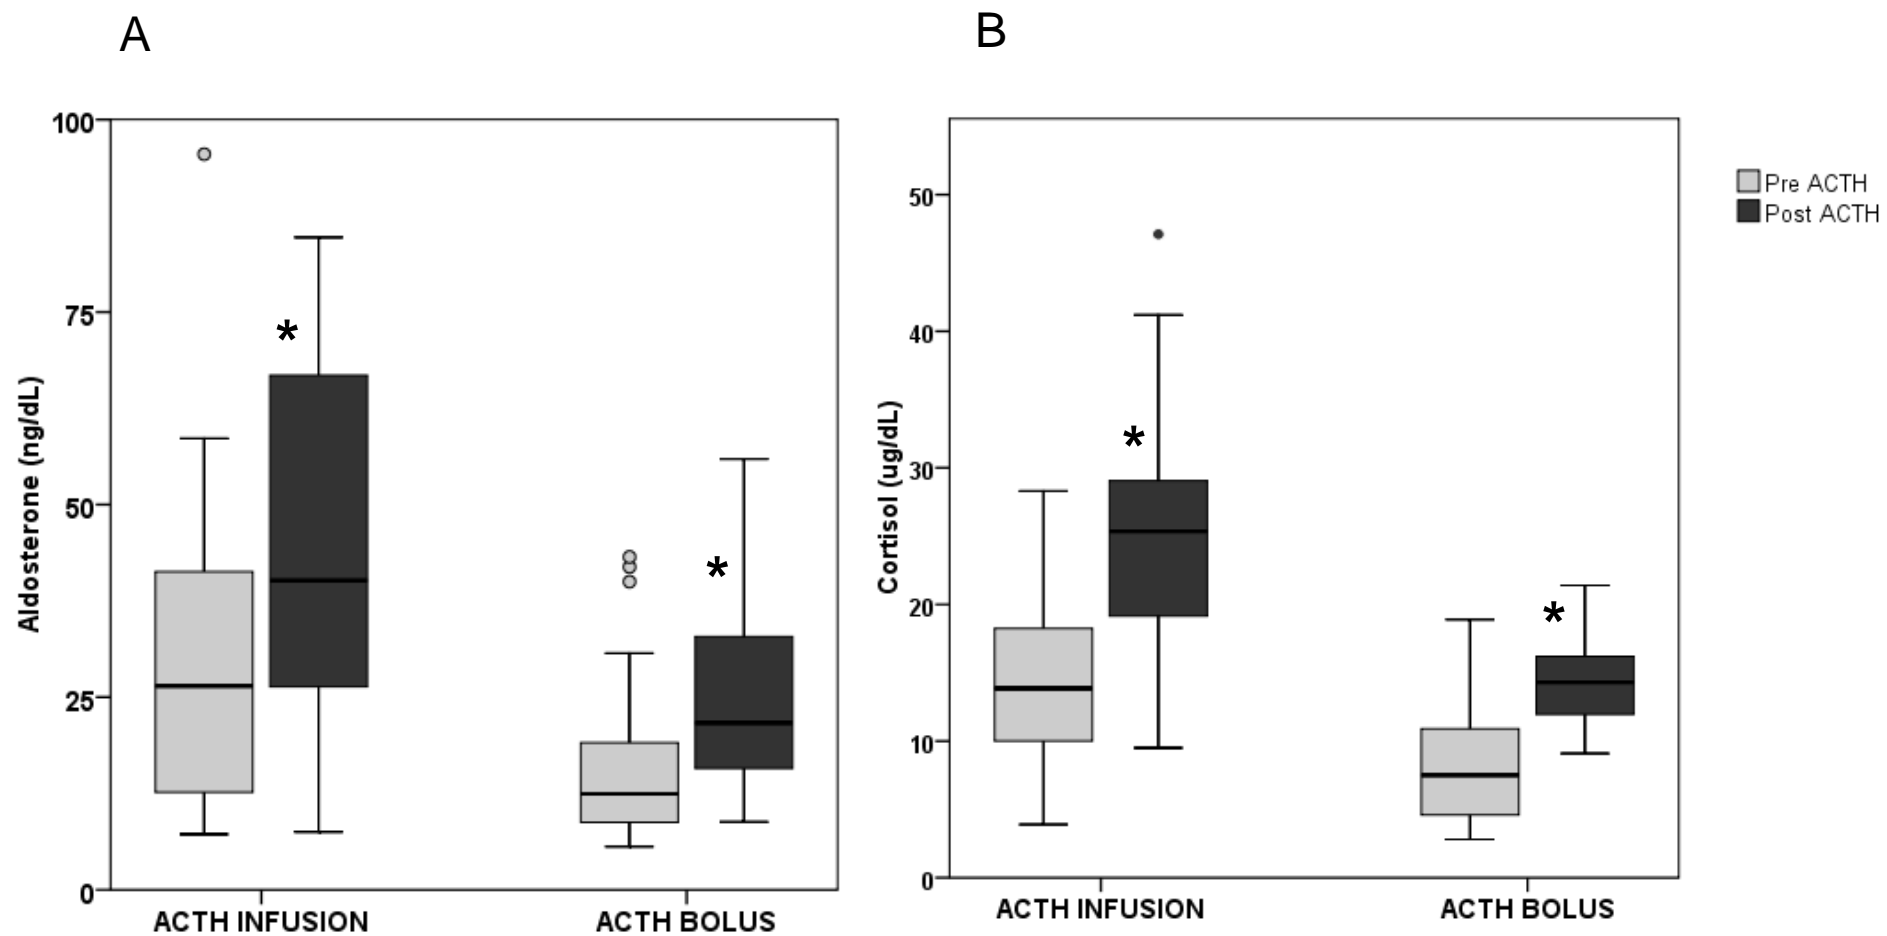 A
B
100
75
50
25
0
Aldosterone (ng/dL)
*
*
ACTH INFUSION
ACTH BOLUS
50
40
30
20
10
0
Cortisol (ug/dL)
*
*
ACTH INFUSION
ACTH BOLUS
Pre ACTH
Post ACTH